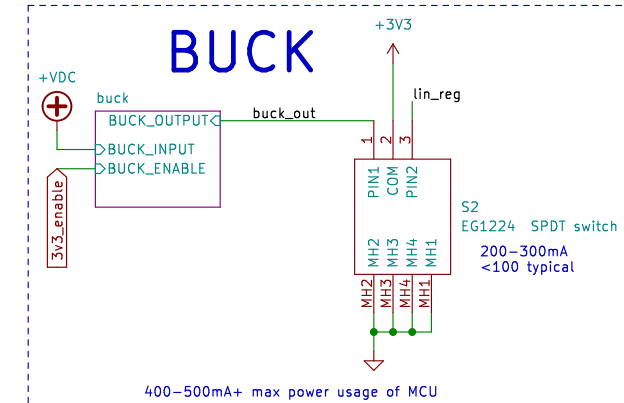 BUCK
+3V3
+VDC
buck
lin_reg
BUCK_OUTPUT
buck_out
BUCK_INPUT
BUCK_ENABLE
3v3_enable
1
2
3
PIN1
COM
PIN2
S2
EG1224 SPDT switch
200-300mA
<100 typical
MH2
MH3
MH4
MH1
MH2
MH3
MH4
MH1
400-500mA+ max power usage of MCU